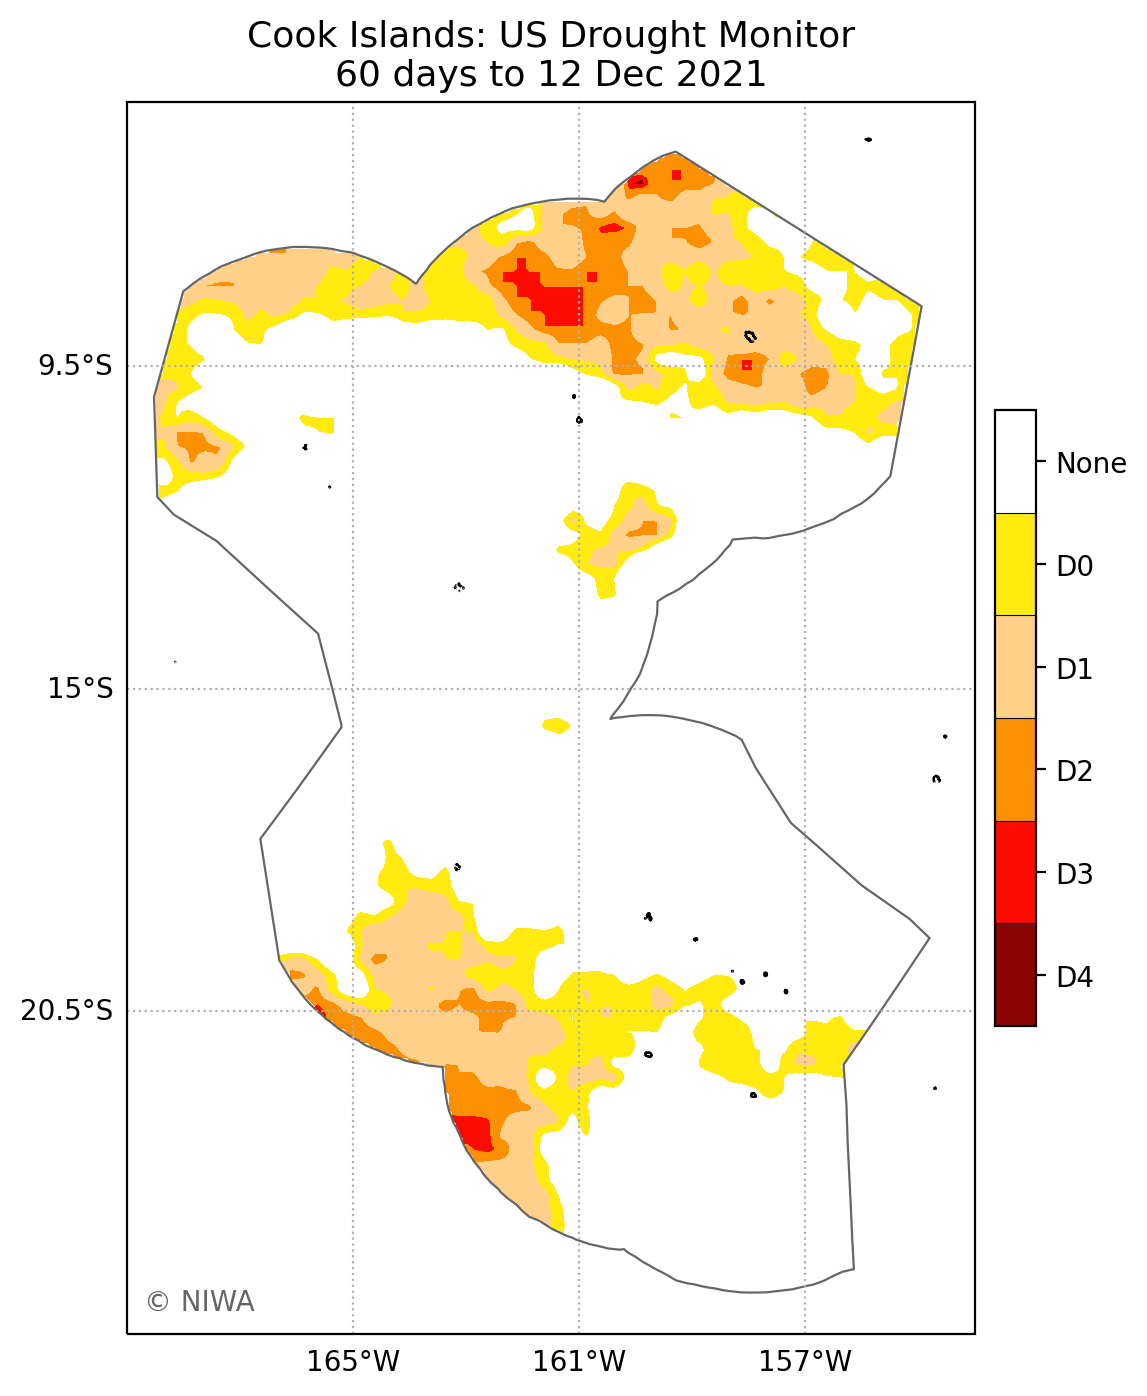 Cook Islands: US Drought Monitor
60 days to 12 Dec 2021
9.5°S
15°S
20.5°S
165°W
161°W
157°W
None
D0
D1
D2
D3
D4
© NIWA